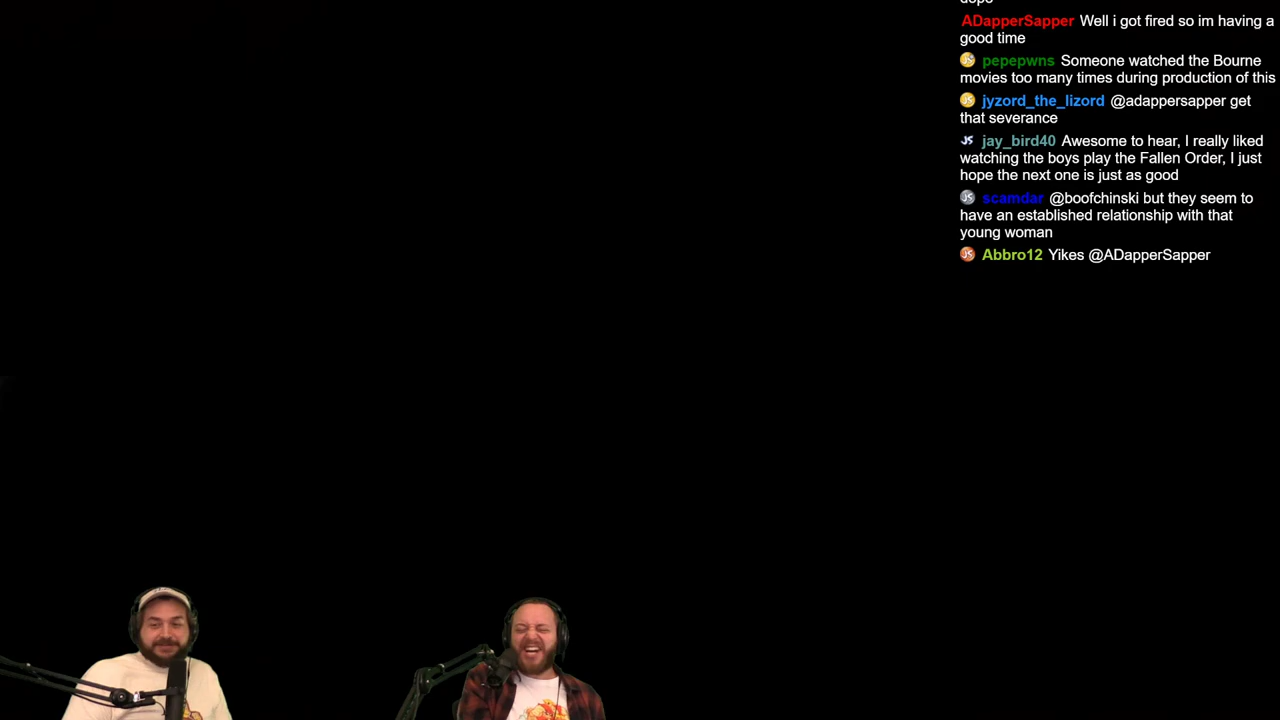 ADapperSapper Well i got fired so im having a
good time
pepepwns Someone watched the Bourne
movies too many times during production of this
jyzord_the_lizord @adappersapper get
that severance
jay_bird40 Awesome to hear, I really liked
watching the boys play the Fallen Order, I just
hope the next one is just as good
scamdar @boofchinski but they seem to
have an established relationship with that
young woman
Abbro12 Yikes @ADapperSapper